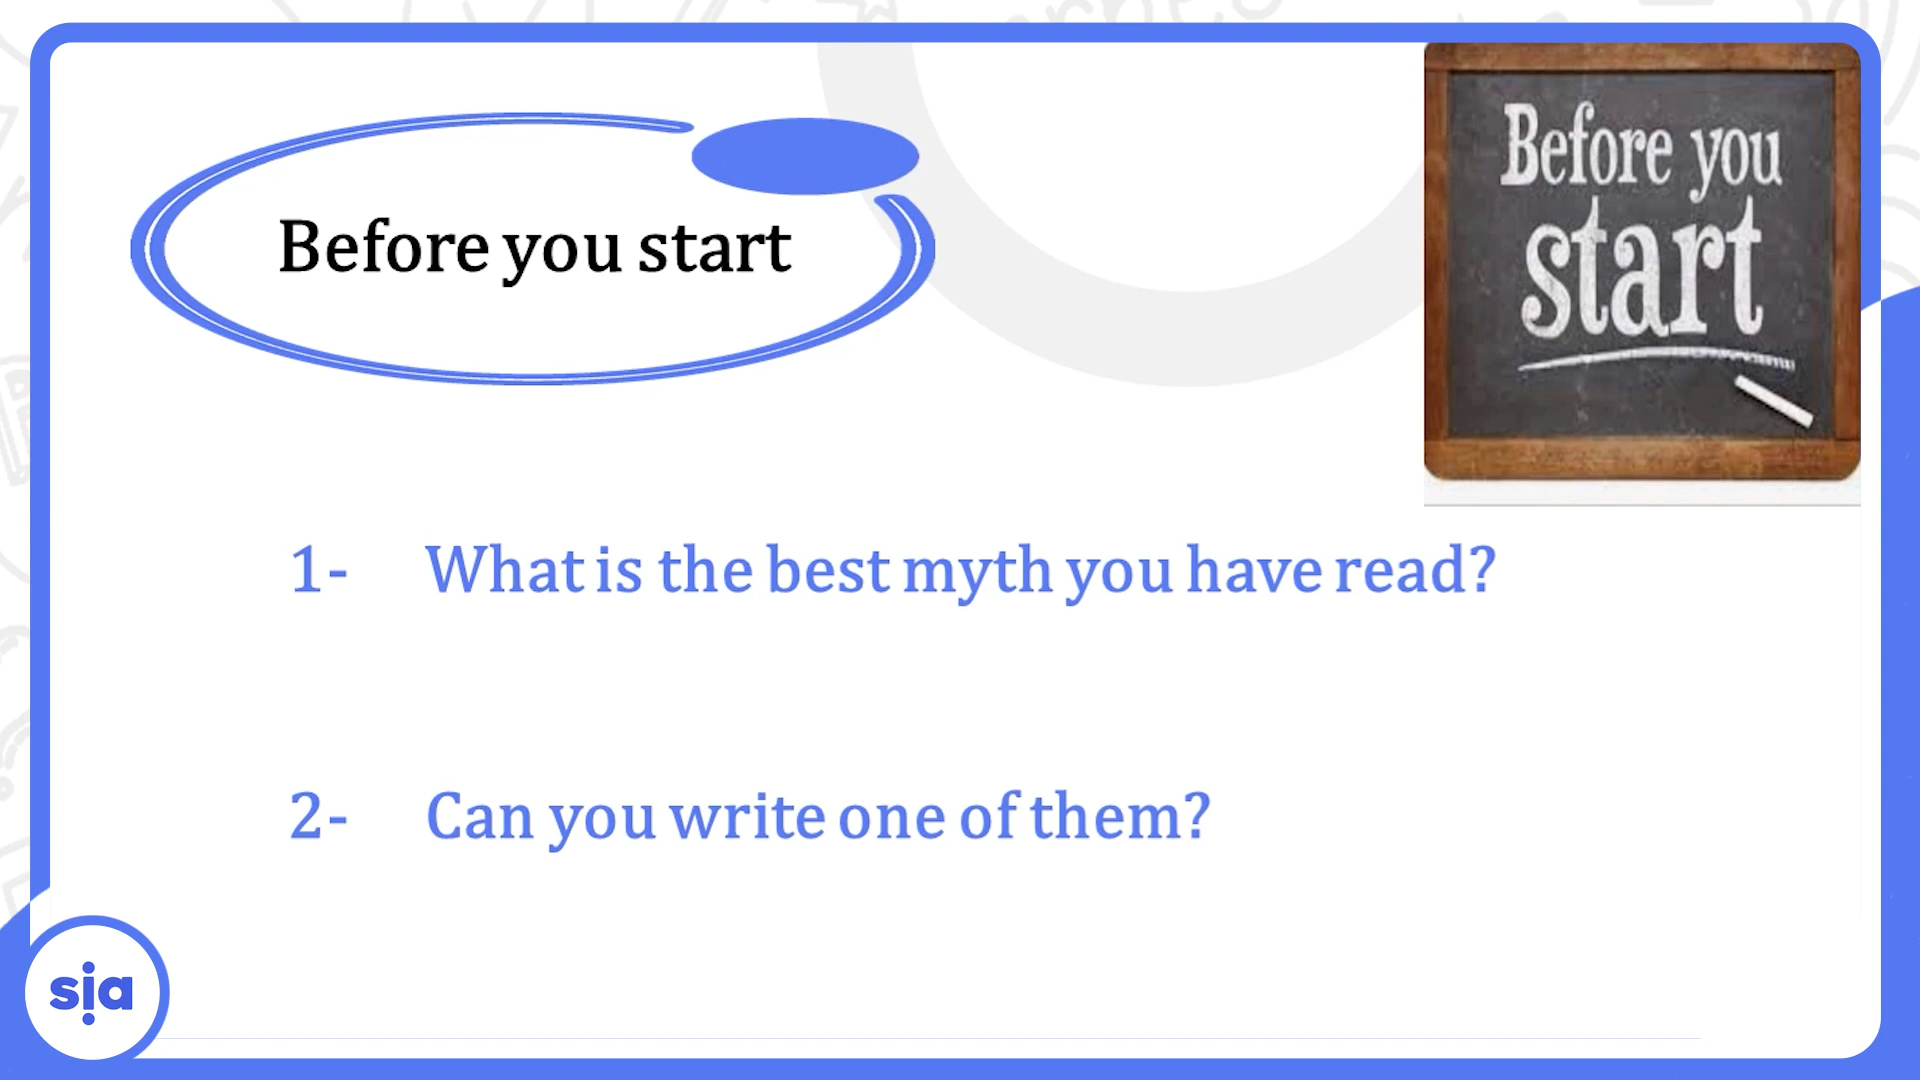 Before you start
Before you
start
1- What is the best myth you have read?
2- Can you write one of them?
sia